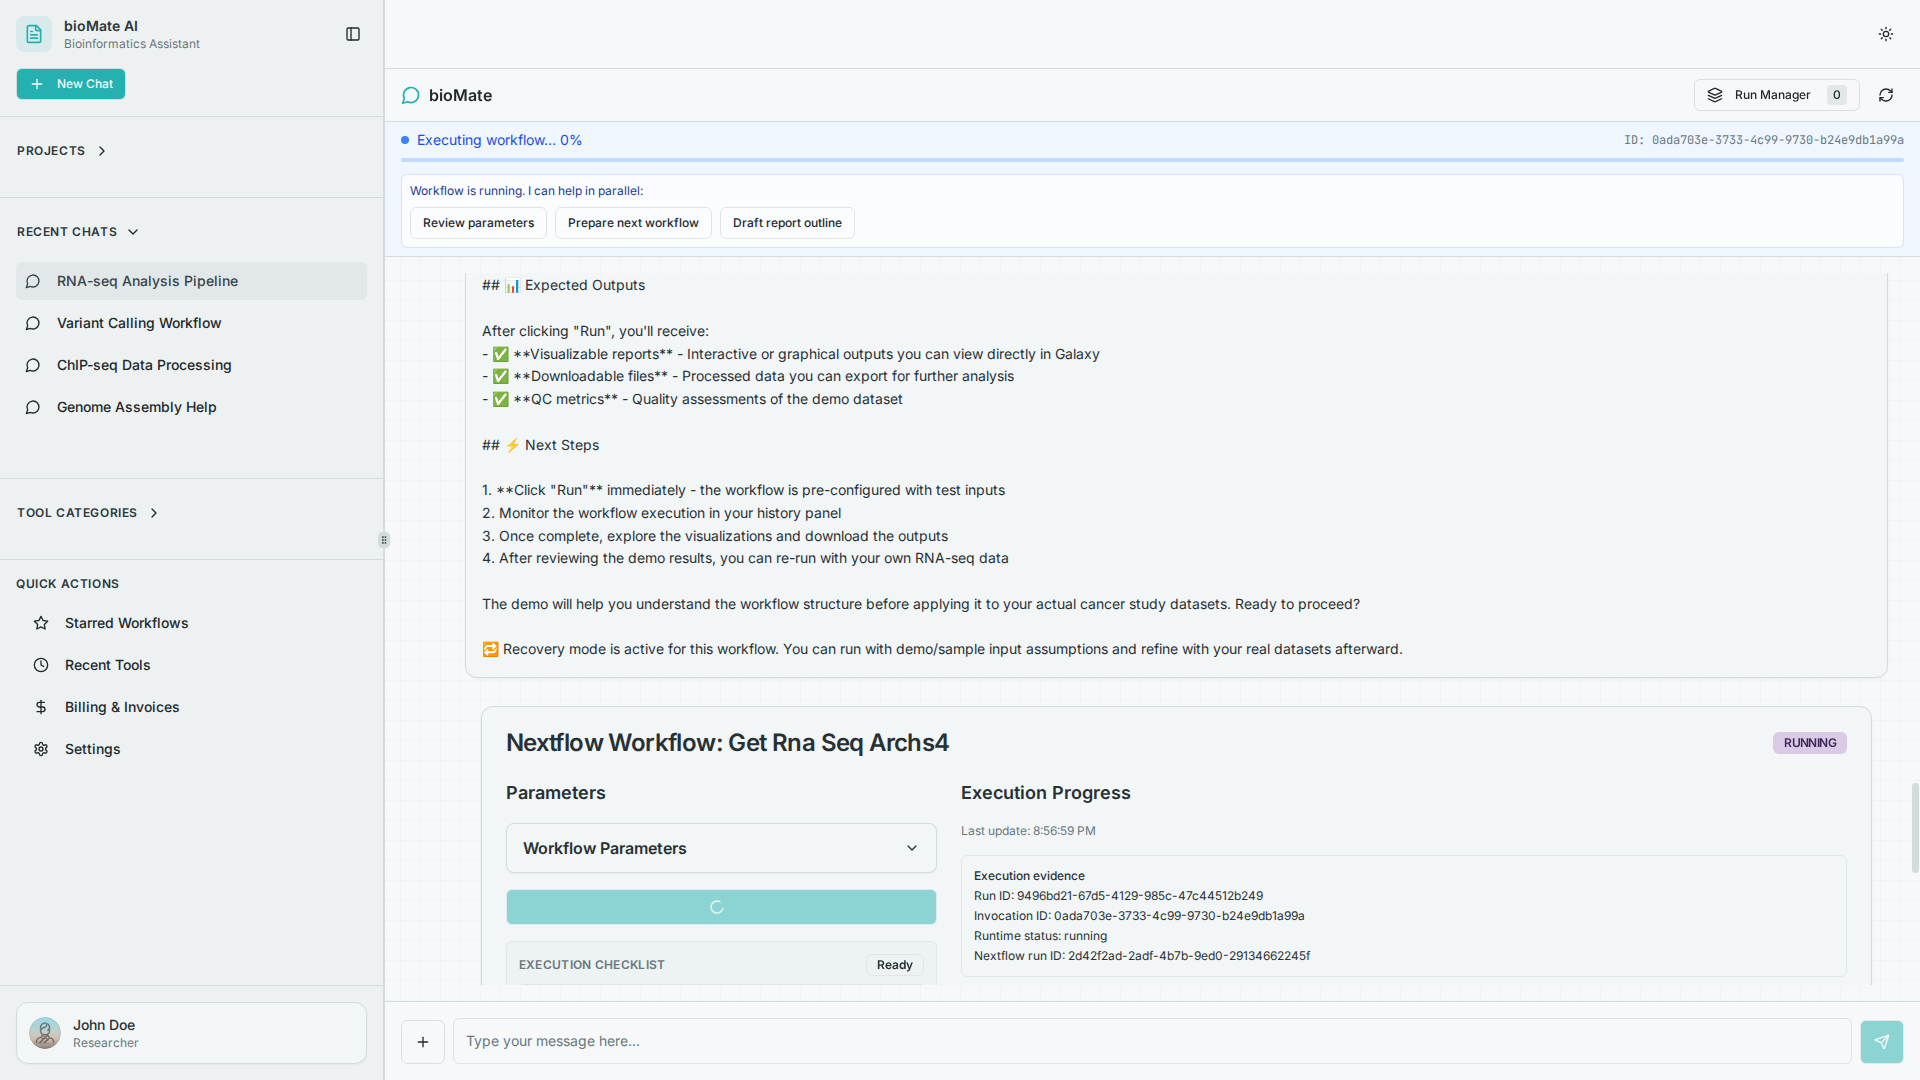 bioMate AI
Bioinformatics Assistant
New Chat
PROJECTS
RECENT CHATS
RNA-seq Analysis Pipeline
Variant Calling Workflow
ChIP-seq Data Processing
Genome Assembly Help
TOOL CATEGORIES
QUICK ACTIONS
Starred Workflows
Recent Tools
Billing & Invoices
Settings
John Doe
Researcher
bioMate
Run Manager 0
Executing workflow... 0%
ID: 0ada703e-3733-4c99-9730-b24e9db1a99a
Workflow is running. I can help in parallel:
Review parameters
Prepare next workflow
Draft report outline
## 📊 Expected Outputs
After clicking "Run", you'll receive:
- ✅ **Visualizable reports** - Interactive or graphical outputs you can view directly in Galaxy
- ✅ **Downloadable files** - Processed data you can export for further analysis
- ✅ **QC metrics** - Quality assessments of the demo dataset
## ⚡ Next Steps
1. **Click "Run"** immediately - the workflow is pre-configured with test inputs
2. Monitor the workflow execution in your history panel
3. Once complete, explore the visualizations and download the outputs
4. After reviewing the demo results, you can re-run with your own RNA-seq data
The demo will help you understand the workflow structure before applying it to your actual cancer study datasets. Ready to proceed?
🔁 Recovery mode is active for this workflow. You can run with demo/sample input assumptions and refine with your real datasets afterward.
Nextflow Workflow: Get Rna Seq Archs4
RUNNING
Parameters
Workflow Parameters
EXECUTION CHECKLIST
Ready
Execution Progress
Last update: 8:56:59 PM
Execution evidence
Run ID: 9496bd21-67d5-4129-985c-47c44512b249
Invocation ID: 0ada703e-3733-4c99-9730-b24e9db1a99a
Runtime status: running
Nextflow run ID: 2d42f2ad-2adf-4b7b-9ed0-29134662245f
Type your message here...